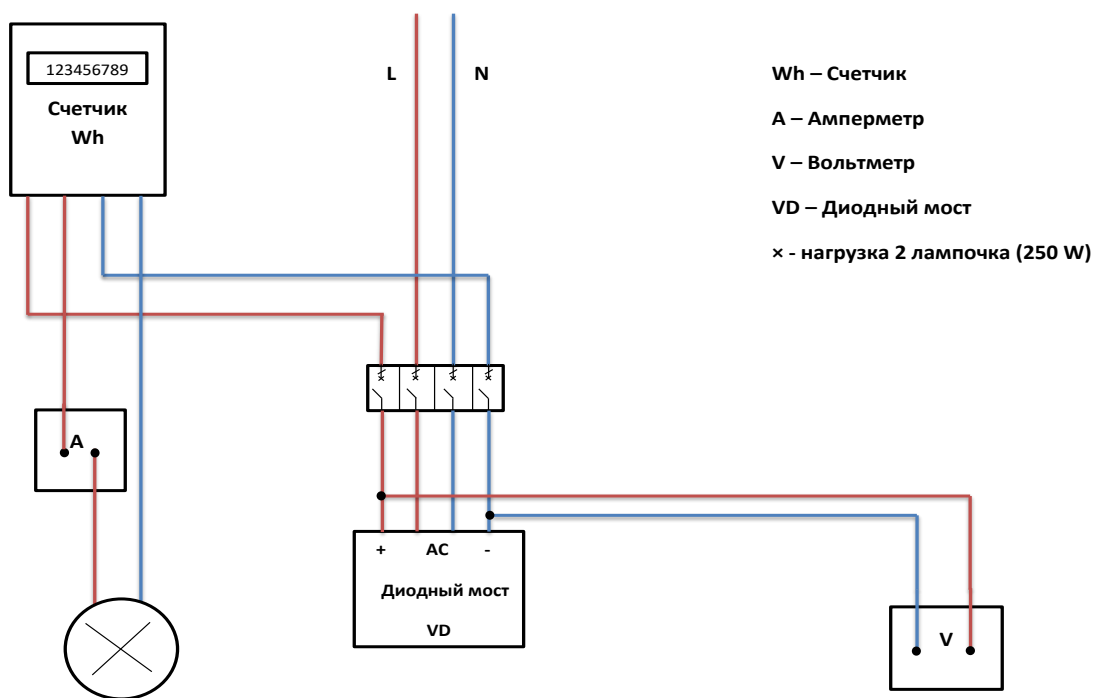 123456789
Счетчик
Wh
L N
Wh – Счетчик
A – Амперметр
V – Вольтметр
VD – Диодный мост
× - нагрузка 2 лампочка (250 W)
A
+ AC -
Диодный мост
VD
V